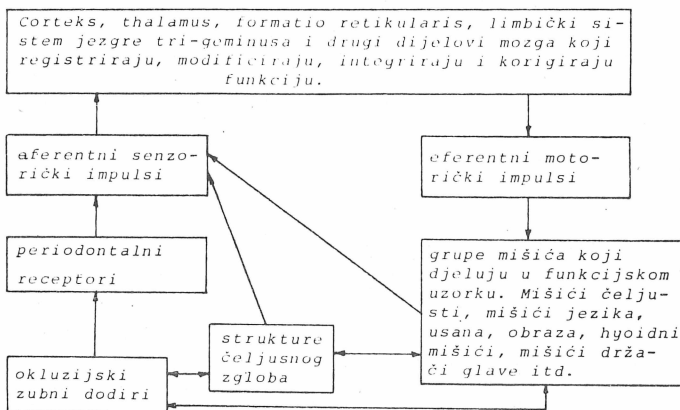 Corteks, thalamus, formatio retikularis, limbički si-
stem jezgre tri-geminusa i drugi dijelovi mozga koji
registriraju, modificiraju, integriraju i korigiraju
funkciju.
aferentni senzo-
rički impulsi
eferentni moto-
rički impulsi
periodontalni
receptori
grupe mišića koji
djeluju u funkcijskom
uzorku. Mišići čelju-
sti, mišići jezika,
usana, obraza, hyoidni
mišići, mišići drža-
či glave itd.
strukture
čeljusnog
zgloba
okluzijski
zubni dodiri